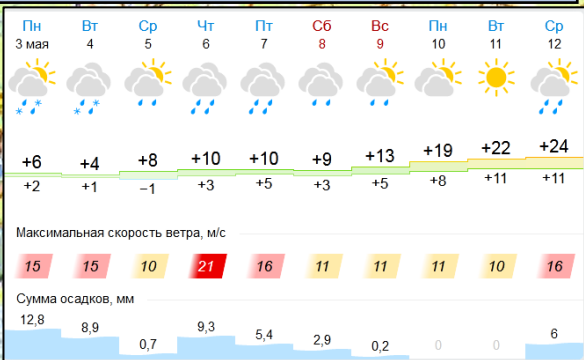 Пн Вт Ср Чт Пт Сб Вс Пн Вт Ср
3 мая 4 5 6 7 8 9 10 11 12
+6 +4 +8 +10 +10 +9 +13 +19 +22 +24
+2 +1 −1 +3 +5 +3 +5 +8 +11 +11
Максимальная скорость ветра, м/с
15 15 10 21 16 11 11 11 10 16
Сумма осадков, мм
12,8 8,9 0,7 9,3 5,4 2,9 0,2 0 0 6